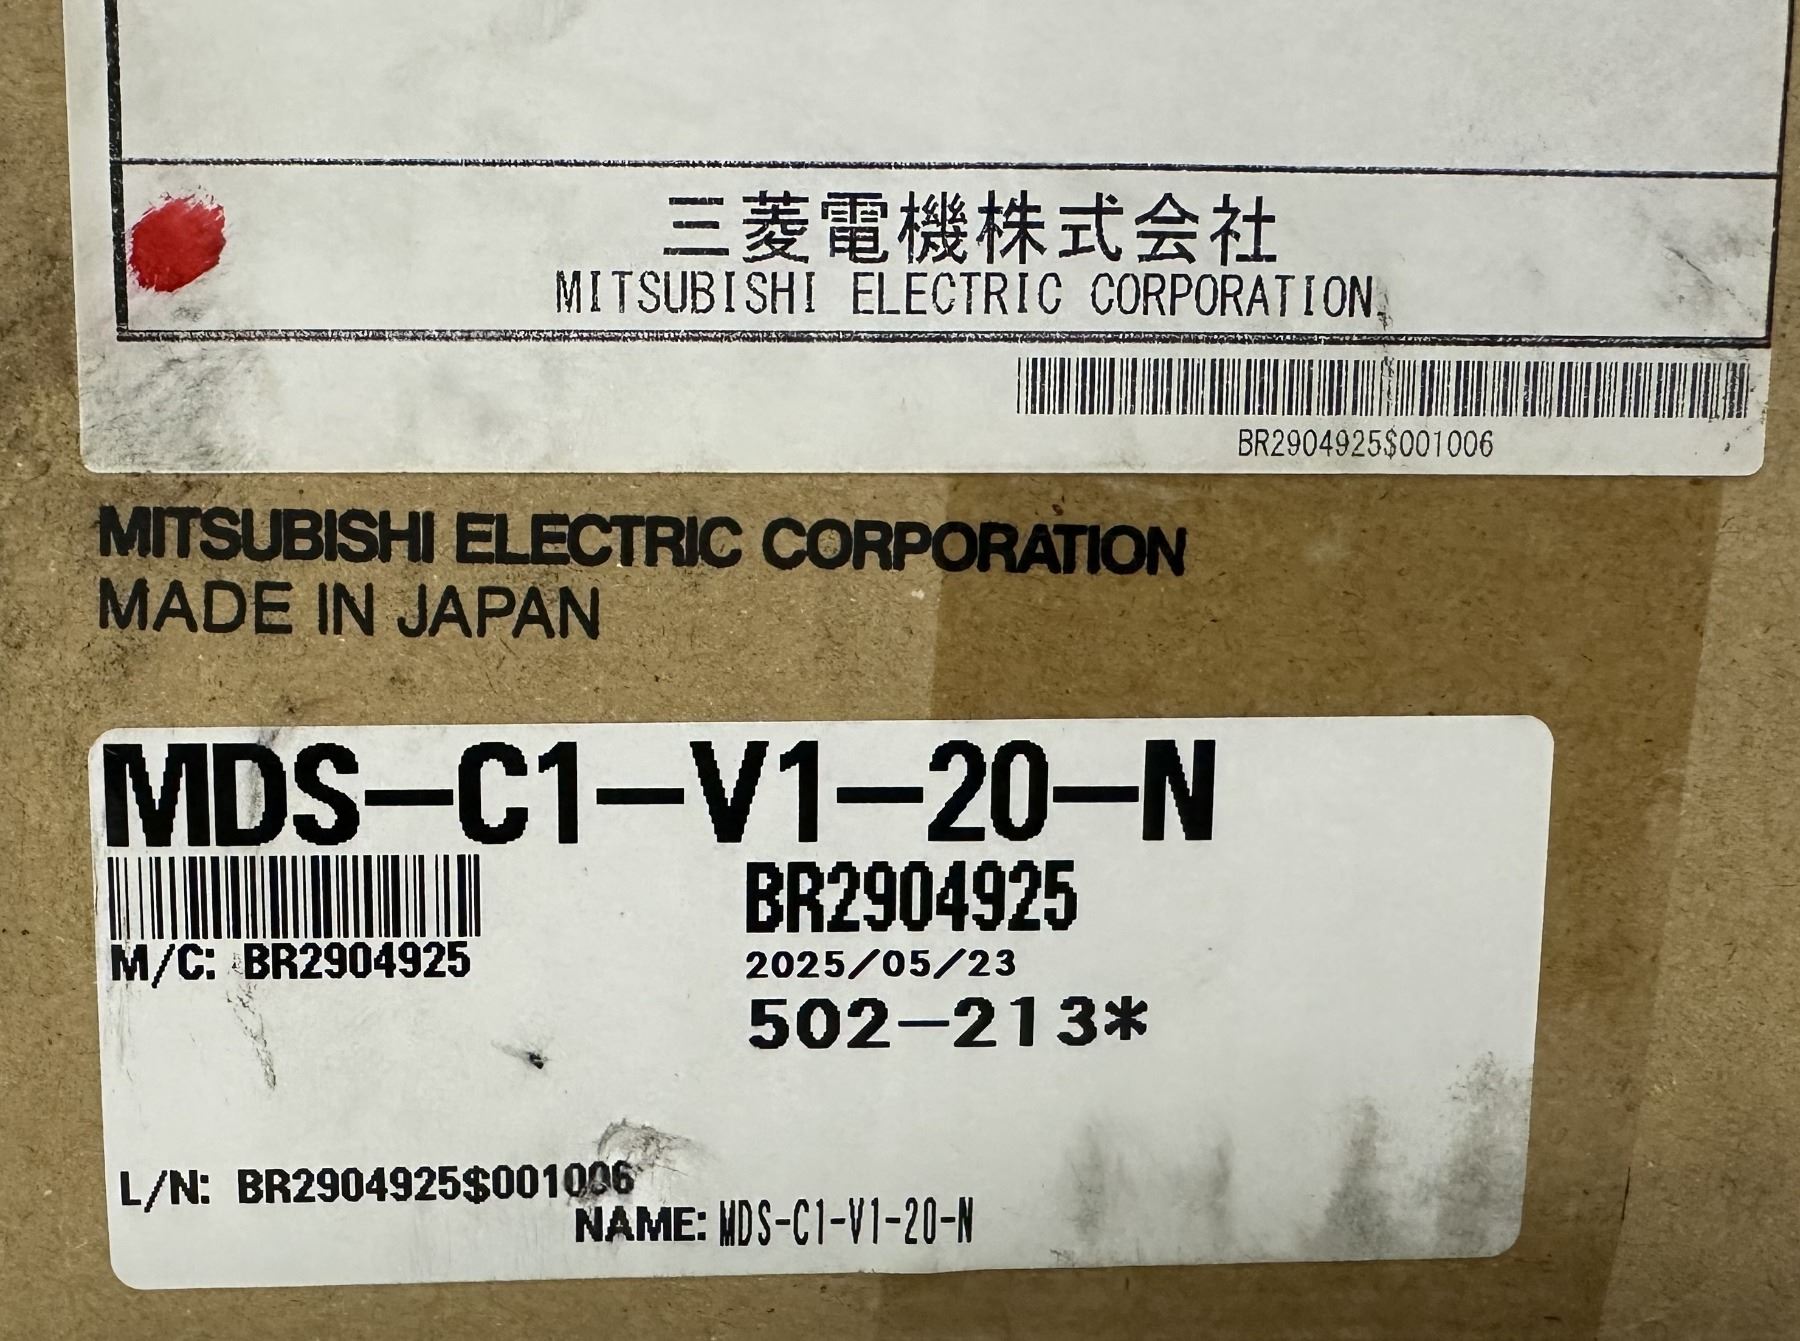 三菱電機株式会社
MITSUBISHI ELECTRIC CORPORATION
BR2904925$001006
MITSUBISHI ELECTRIC CORPORATION
MADE IN JAPAN
MDS-C1-V1-20-N
BR2904925
M/C: BR2904925
2025/05/23
502-213*
L/N: BR2904925$001006
NAME: MDS-C1-V1-20-N